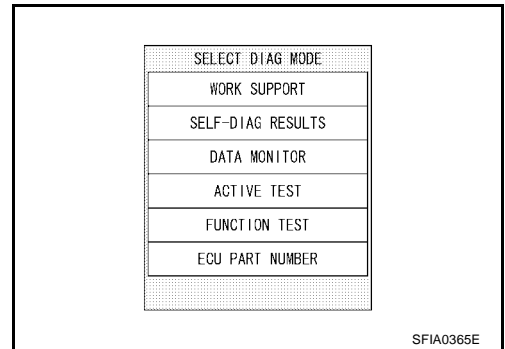 SELECT DIAG MODE
WORK SUPPORT
SELF-DIAG RESULTS
DATA MONITOR
ACTIVE TEST
FUNCTION TEST
ECU PART NUMBER
SFIA0365E